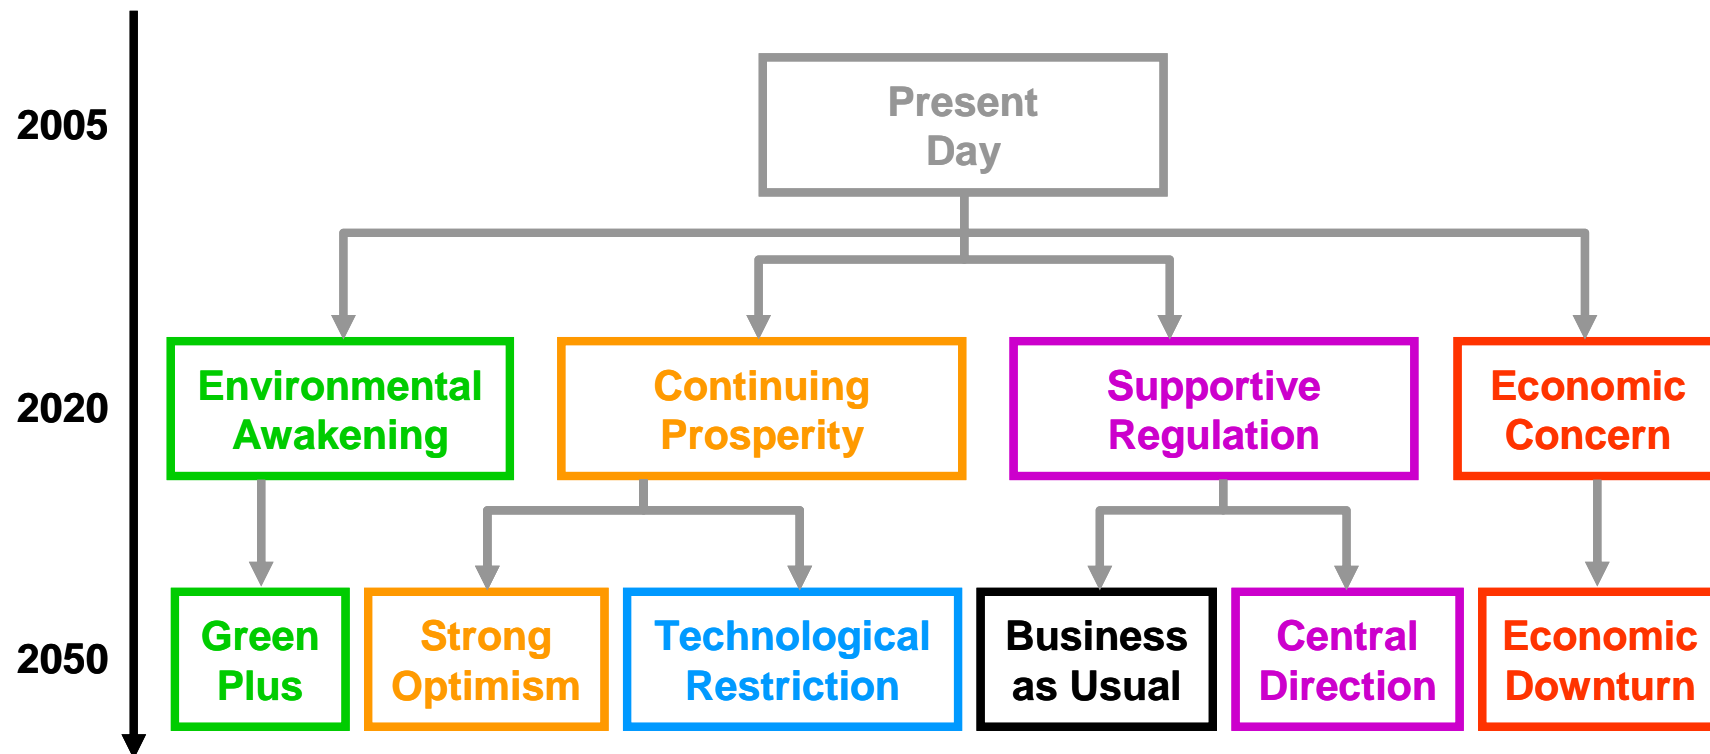 2005
Present
Day
2020
Environmental
Awakening
Continuing
Prosperity
Supportive
Regulation
Economic
Concern
2050
Green
Plus
Strong
Optimism
Technological
Restriction
Business
as Usual
Central
Direction
Economic
Downturn